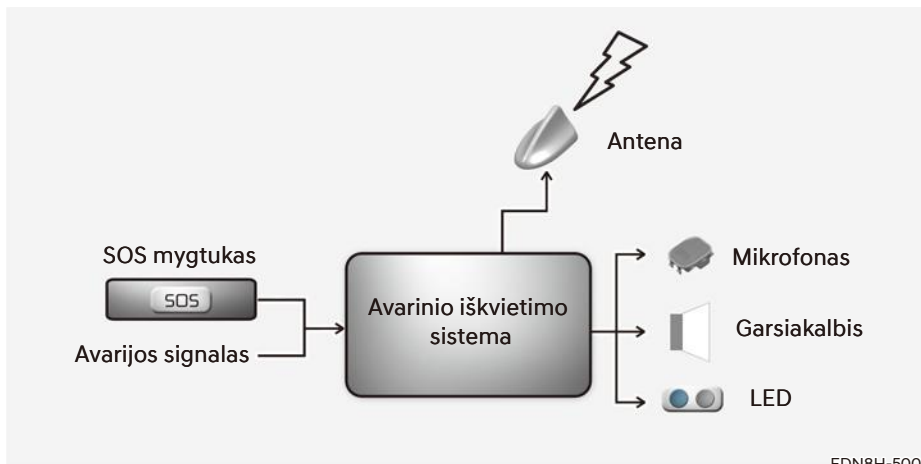 Antena
SOS mygtukas
SOS
Avarijos signalas
Avarinio iškvietimo
sistema
Mikrofonas
Garsiakalbis
LED